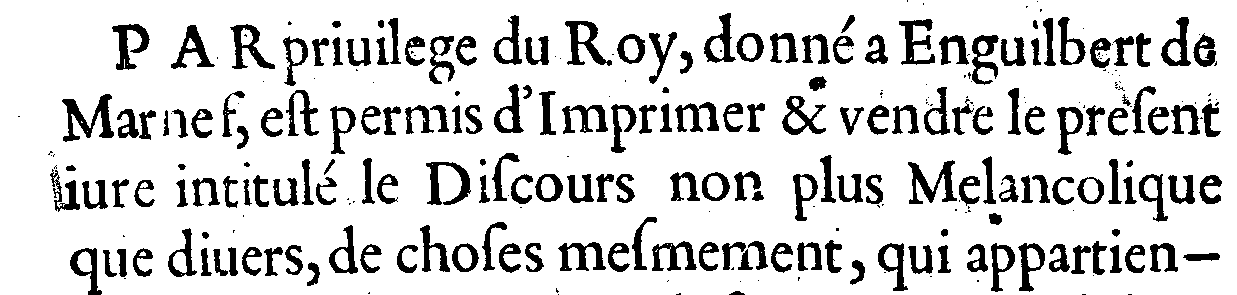 PAR priuilege du Roy, donné a Enguilbert de
Marnef, eſt permis d'Imprimer & vendre le preſent
liure intitulé le Diſcours non plus Melancolique
que diuers, de choſes meſmement, qui appartien-